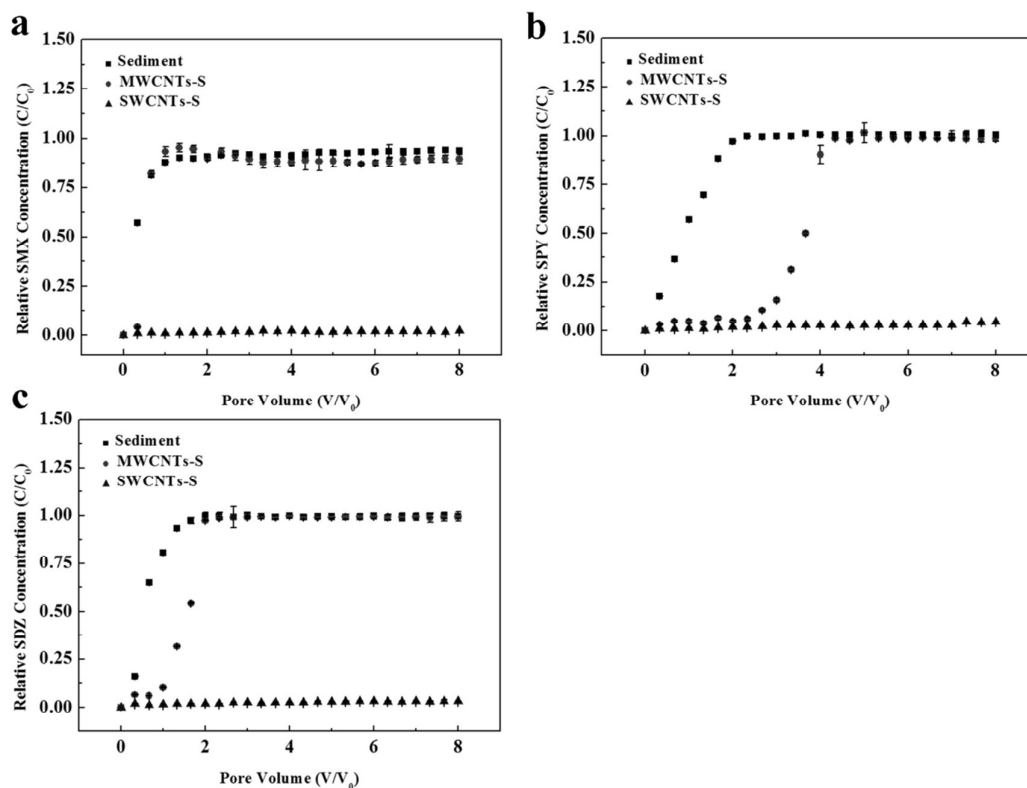 a
1.50
1.25
1.00
0.75
0.50
0.25
0.00
Relative SMX Concentration (C/C₀)
Sediment
MWCNTs-S
SWCNTs-S
0 2 4 6 8
Pore Volume (V/V₀)
b
1.50
1.25
1.00
0.75
0.50
0.25
0.00
Relative SPY Concentration (C/C₀)
Sediment
MWCNTs-S
SWCNTs-S
0 2 4 6 8
Pore Volume (V/V₀)
c
1.50
1.25
1.00
0.75
0.50
0.25
0.00
Relative SDZ Concentration (C/C₀)
Sediment
MWCNTs-S
SWCNTs-S
0 2 4 6 8
Pore Volume (V/V₀)